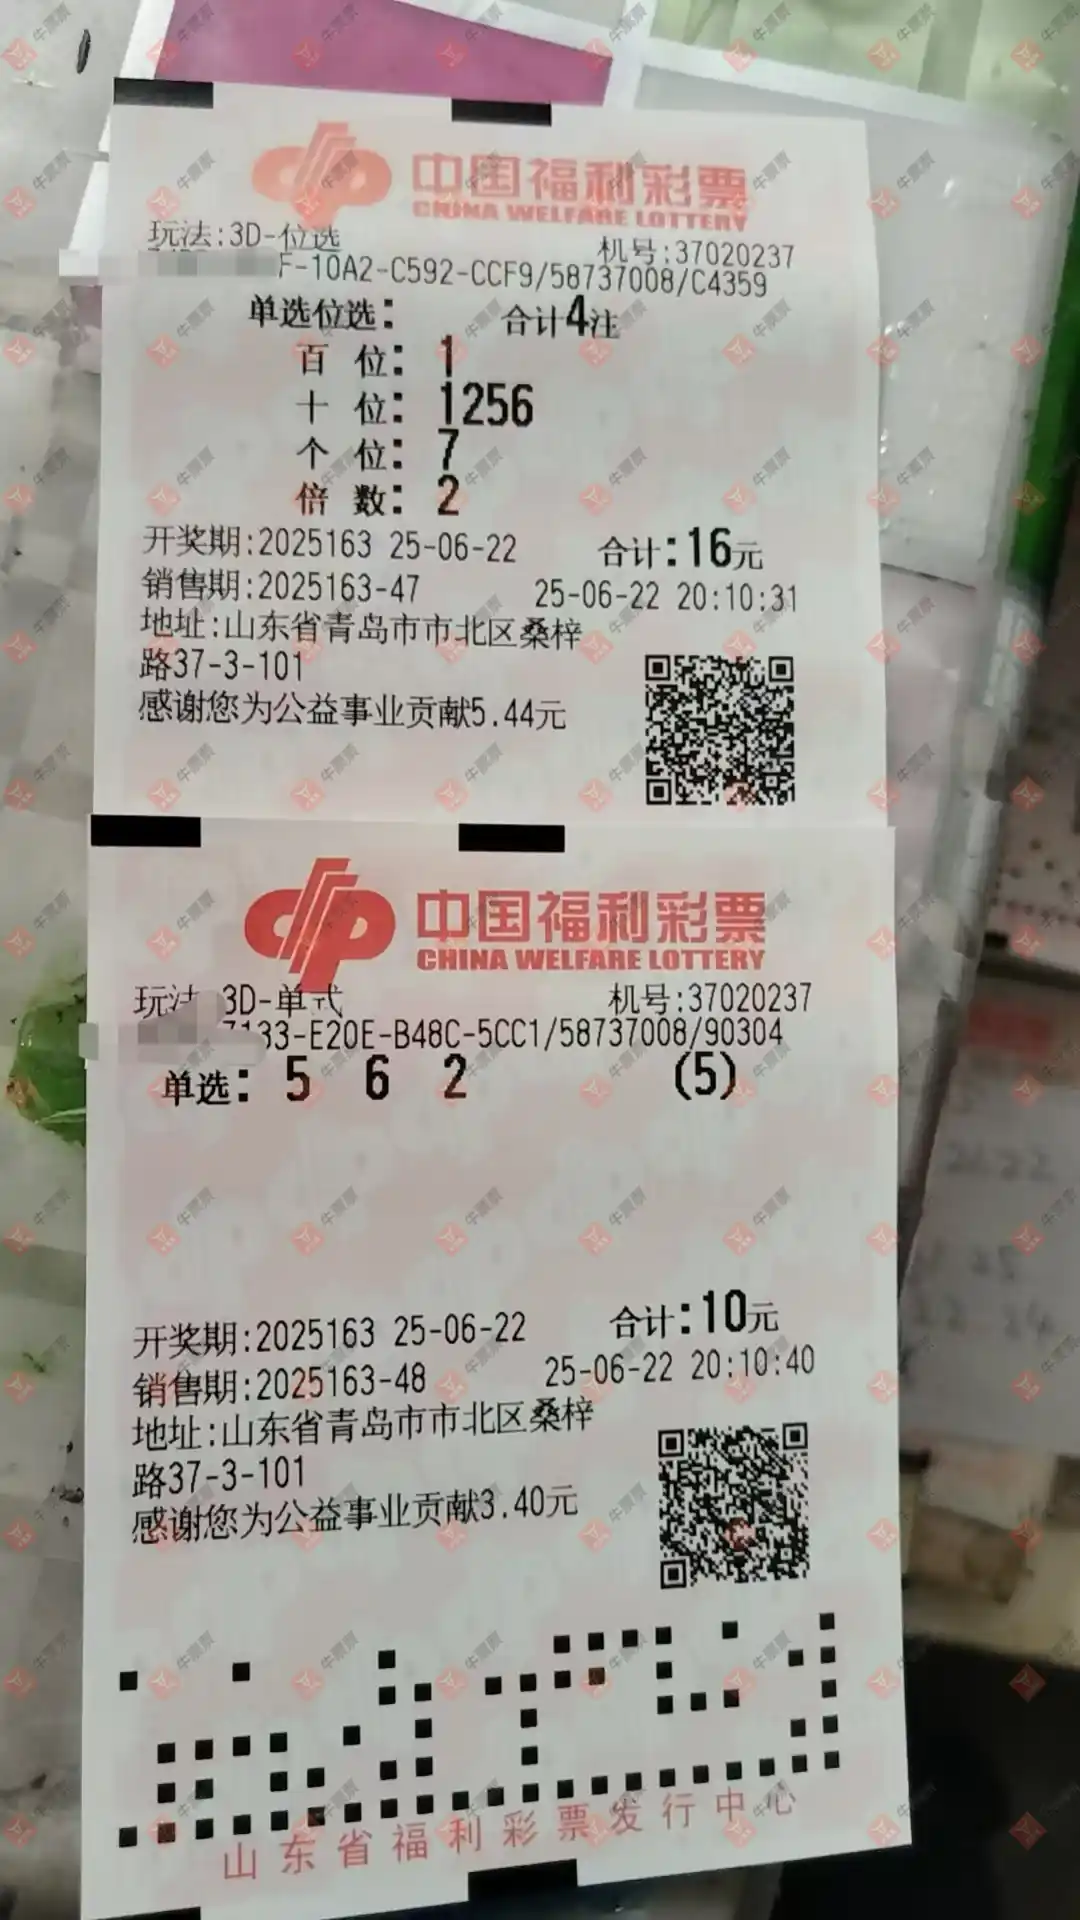 中国福利彩票
CHINA WELFARE LOTTERY
玩法:3D-位选 机号:37020237
F-10A2-C592-CCF9/58737008/C4359
单选位选: 合计4注
百 位: 1
十 位: 1256
个 位: 7
倍 数: 2
开奖期:2025163 25-06-22 合计:16元
销售期:2025163-47 25-06-22 20:10:31
地址:山东省青岛市市北区桑梓
路37-3-101
感谢您为公益事业贡献5.44元
中国福利彩票
CHINA WELFARE LOTTERY
玩法 3D-单式 机号:37020237
7133-E20E-B48C-5CC1/58737008/90304
单选: 5 6 2 (5)
开奖期:2025163 25-06-22 合计:10元
销售期:2025163-48 25-06-22 20:10:40
地址:山东省青岛市市北区桑梓
路37-3-101
感谢您为公益事业贡献3.40元
山东省福利彩票发行中心
牛票票